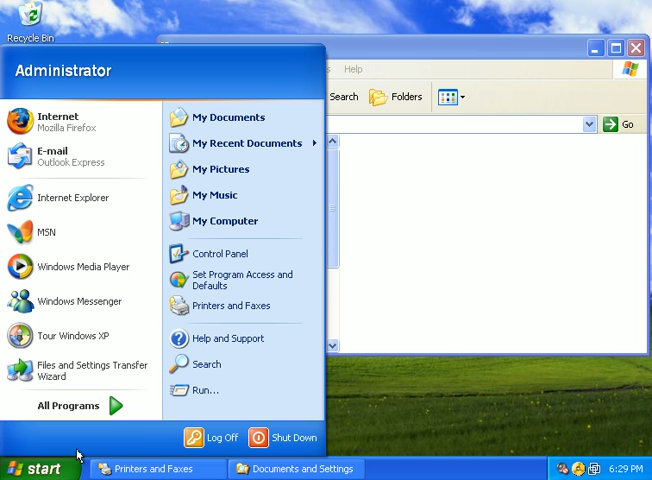 Recycle Bin
Administrator
Help
Search
Folders
Go
Internet
Mozilla Firefox
E-mail
Outlook Express
Internet Explorer
MSN
Windows Media Player
Windows Messenger
Tour Windows XP
Files and Settings Transfer
Wizard
All Programs
My Documents
My Recent Documents
My Pictures
My Music
My Computer
Control Panel
Set Program Access and
Defaults
Printers and Faxes
Help and Support
Search
Run...
Log Off
Shut Down
start
Printers and Faxes
Documents and Settings
6:29 PM